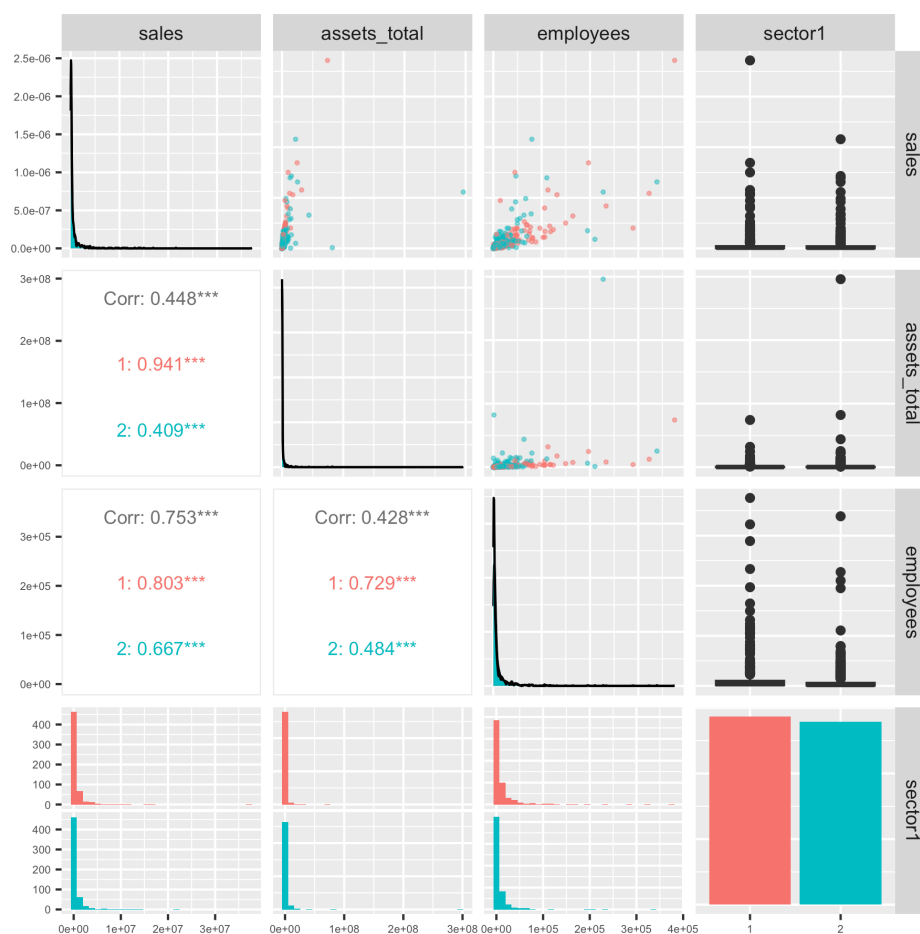 sales assets_total employees sector1
2.5e-06
2.0e-06
1.5e-06
1.0e-06
5.0e-07
0.0e+00
sales
3e+08
2e+08
1e+08
0e+00
Corr: 0.448***
1: 0.941***
2: 0.409***
assets_total
3e+05
2e+05
1e+05
0e+00
Corr: 0.753***
1: 0.803***
2: 0.667***
Corr: 0.428***
1: 0.729***
2: 0.484***
employees
400
300
200
100
0
400
300
200
100
0
sector1
0e+00 1e+07 2e+07 3e+07
0e+00 1e+08 2e+08 3e+08
0e+00 1e+05 2e+05 3e+05 4e+05
1 2